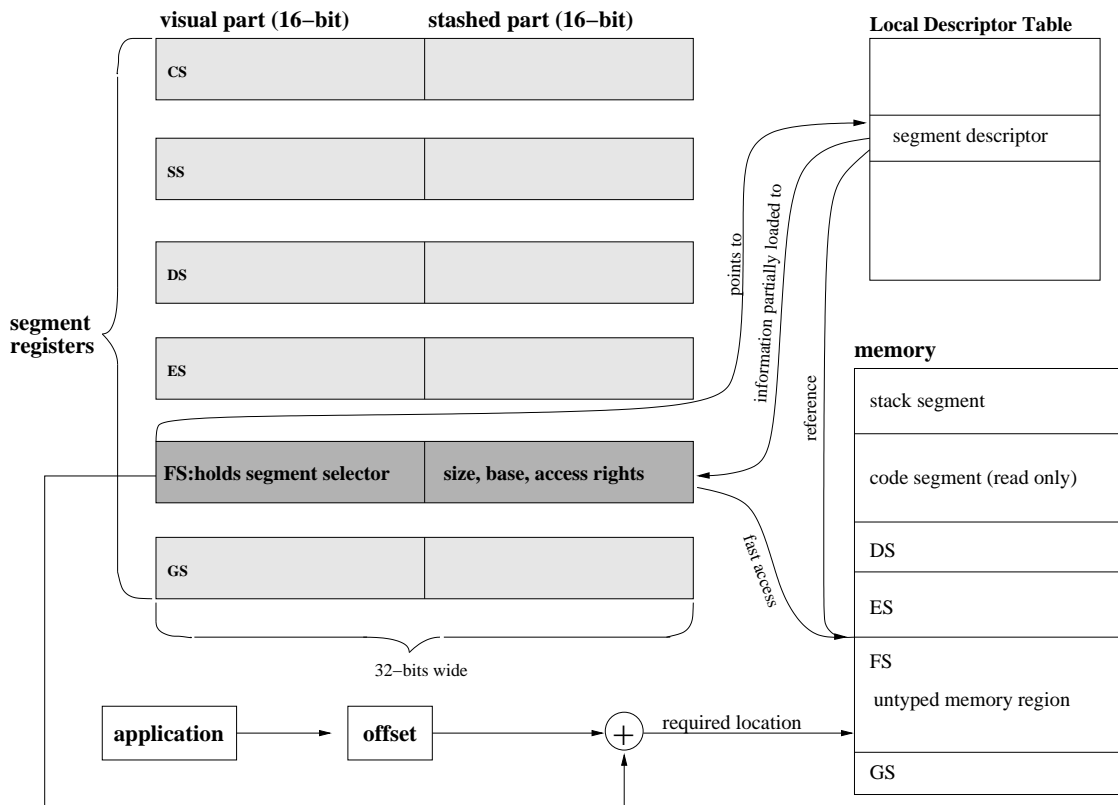 visual part (16−bit)
stashed part (16−bit)
Local Descriptor Table
CS
segment descriptor
SS
points to
information partially loaded to
DS
segment
registers
ES
memory
stack segment
reference
FS:holds segment selector
size, base, access rights
code segment (read only)
fast access
DS
GS
ES
32−bits wide
FS
untyped memory region
application
offset
+
required location
GS